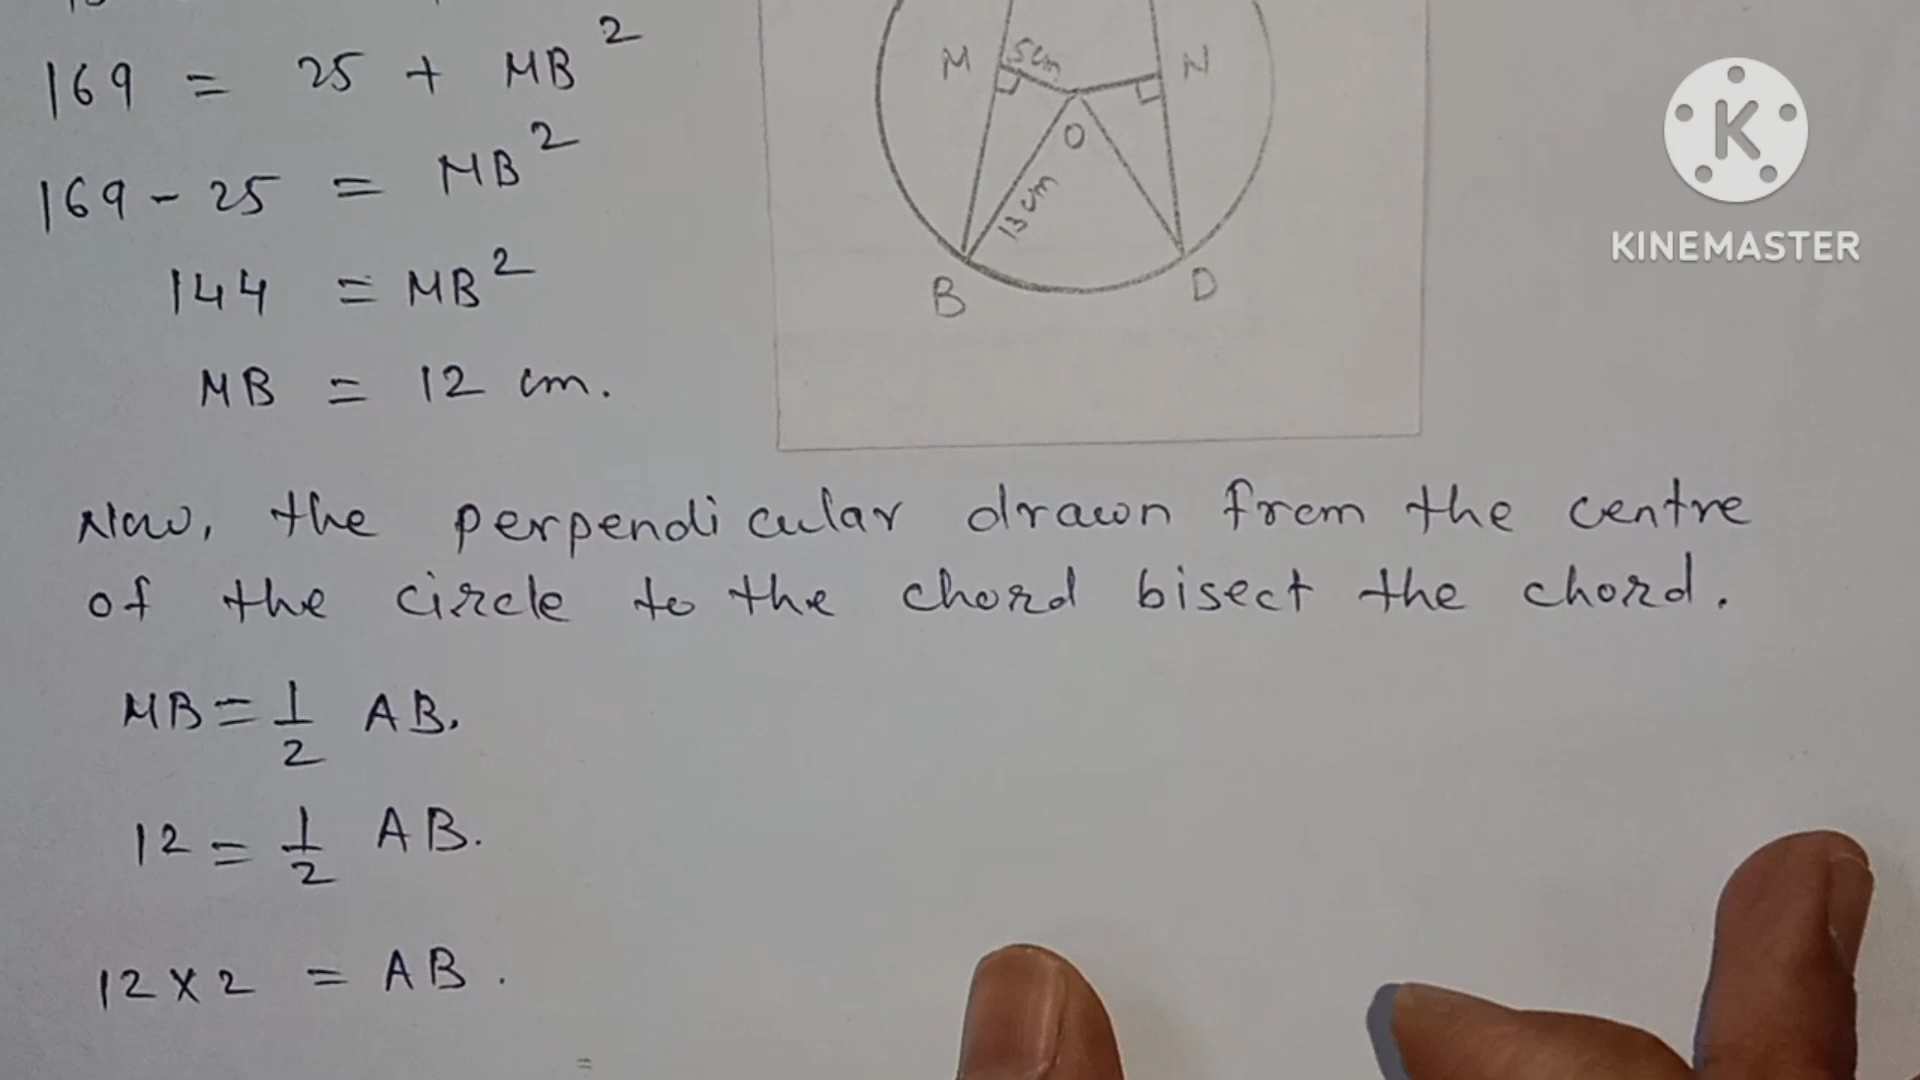 169 = 25 + MB²
169 - 25 = MB²
144 = MB²
MB = 12 cm.
M
5cm
N
O
13 cm
B
D
K
KINEMASTER
Now, the perpendicular drawn from the centre
of the circle to the chord bisect the chord.
MB = 1/2 AB.
12 = 1/2 AB.
12 × 2 = AB.